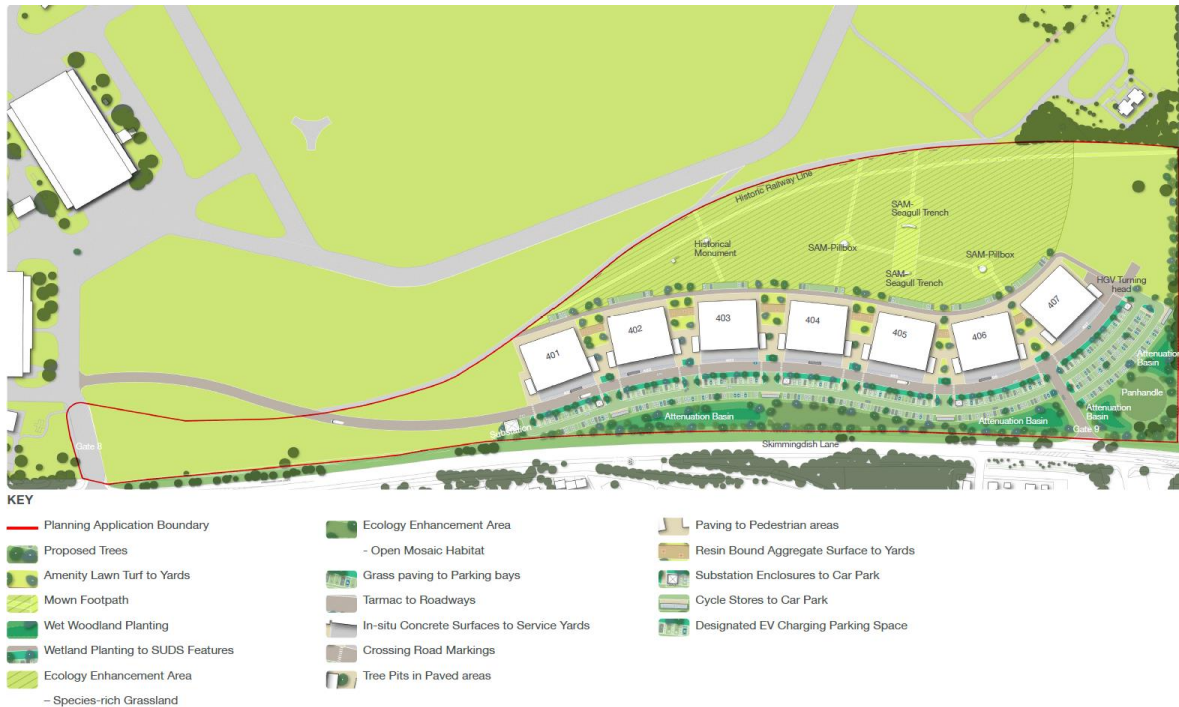 Historic Railway Line
SAM-
Seagull Trench
Historical
Monument
SAM-Pillbox
SAM-Pillbox
SAM-
Seagull Trench
HGV Turning
head
401
402
403
404
405
406
407
Attenuation
Basin
Panhandle
Attenuation
Basin
Gate 9
Attenuation Basin
Attenuation Basin
Substation
Gate 8
Skimmingdish Lane
KEY
Planning Application Boundary
Proposed Trees
Amenity Lawn Turf to Yards
Mown Footpath
Wet Woodland Planting
Wetland Planting to SUDS Features
Ecology Enhancement Area
– Species-rich Grassland
Ecology Enhancement Area
- Open Mosaic Habitat
Grass paving to Parking bays
Tarmac to Roadways
In-situ Concrete Surfaces to Service Yards
Crossing Road Markings
Tree Pits in Paved areas
Paving to Pedestrian areas
Resin Bound Aggregate Surface to Yards
Substation Enclosures to Car Park
Cycle Stores to Car Park
Designated EV Charging Parking Space